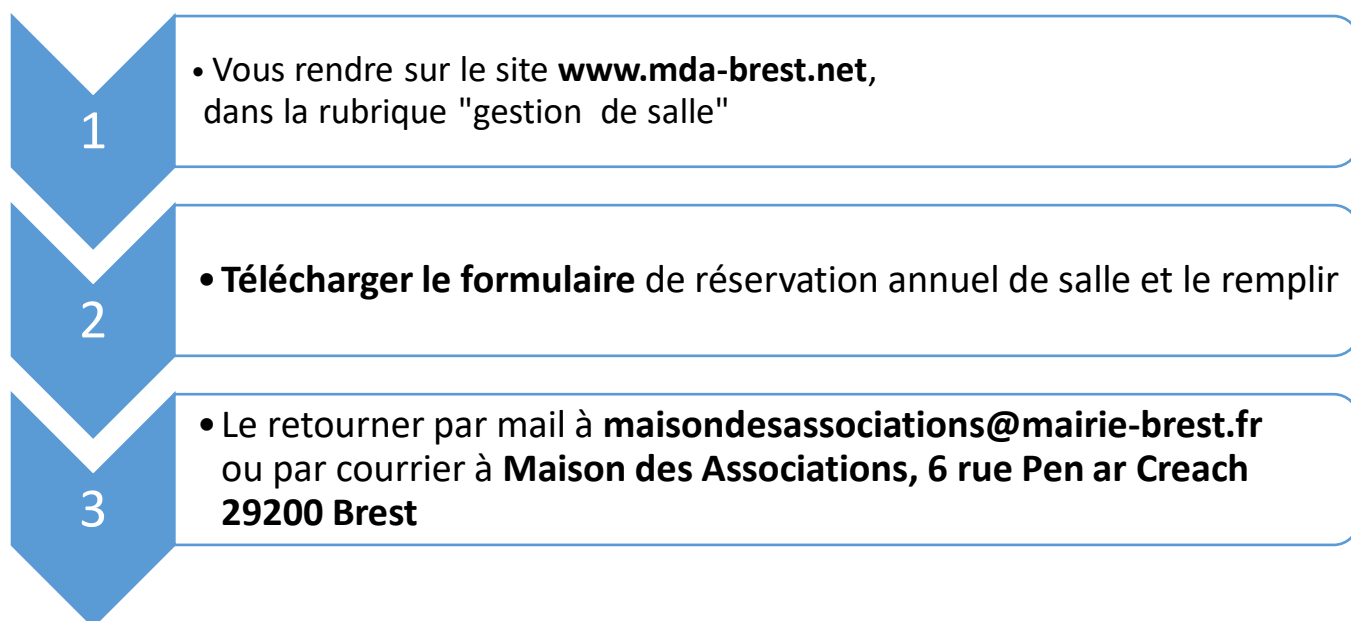 1
• Vous rendre sur le site www.mda-brest.net,
dans la rubrique "gestion de salle"
2
• Télécharger le formulaire de réservation annuel de salle et le remplir
3
• Le retourner par mail à maisondesassociations@mairie-brest.fr
ou par courrier à Maison des Associations, 6 rue Pen ar Creach
29200 Brest